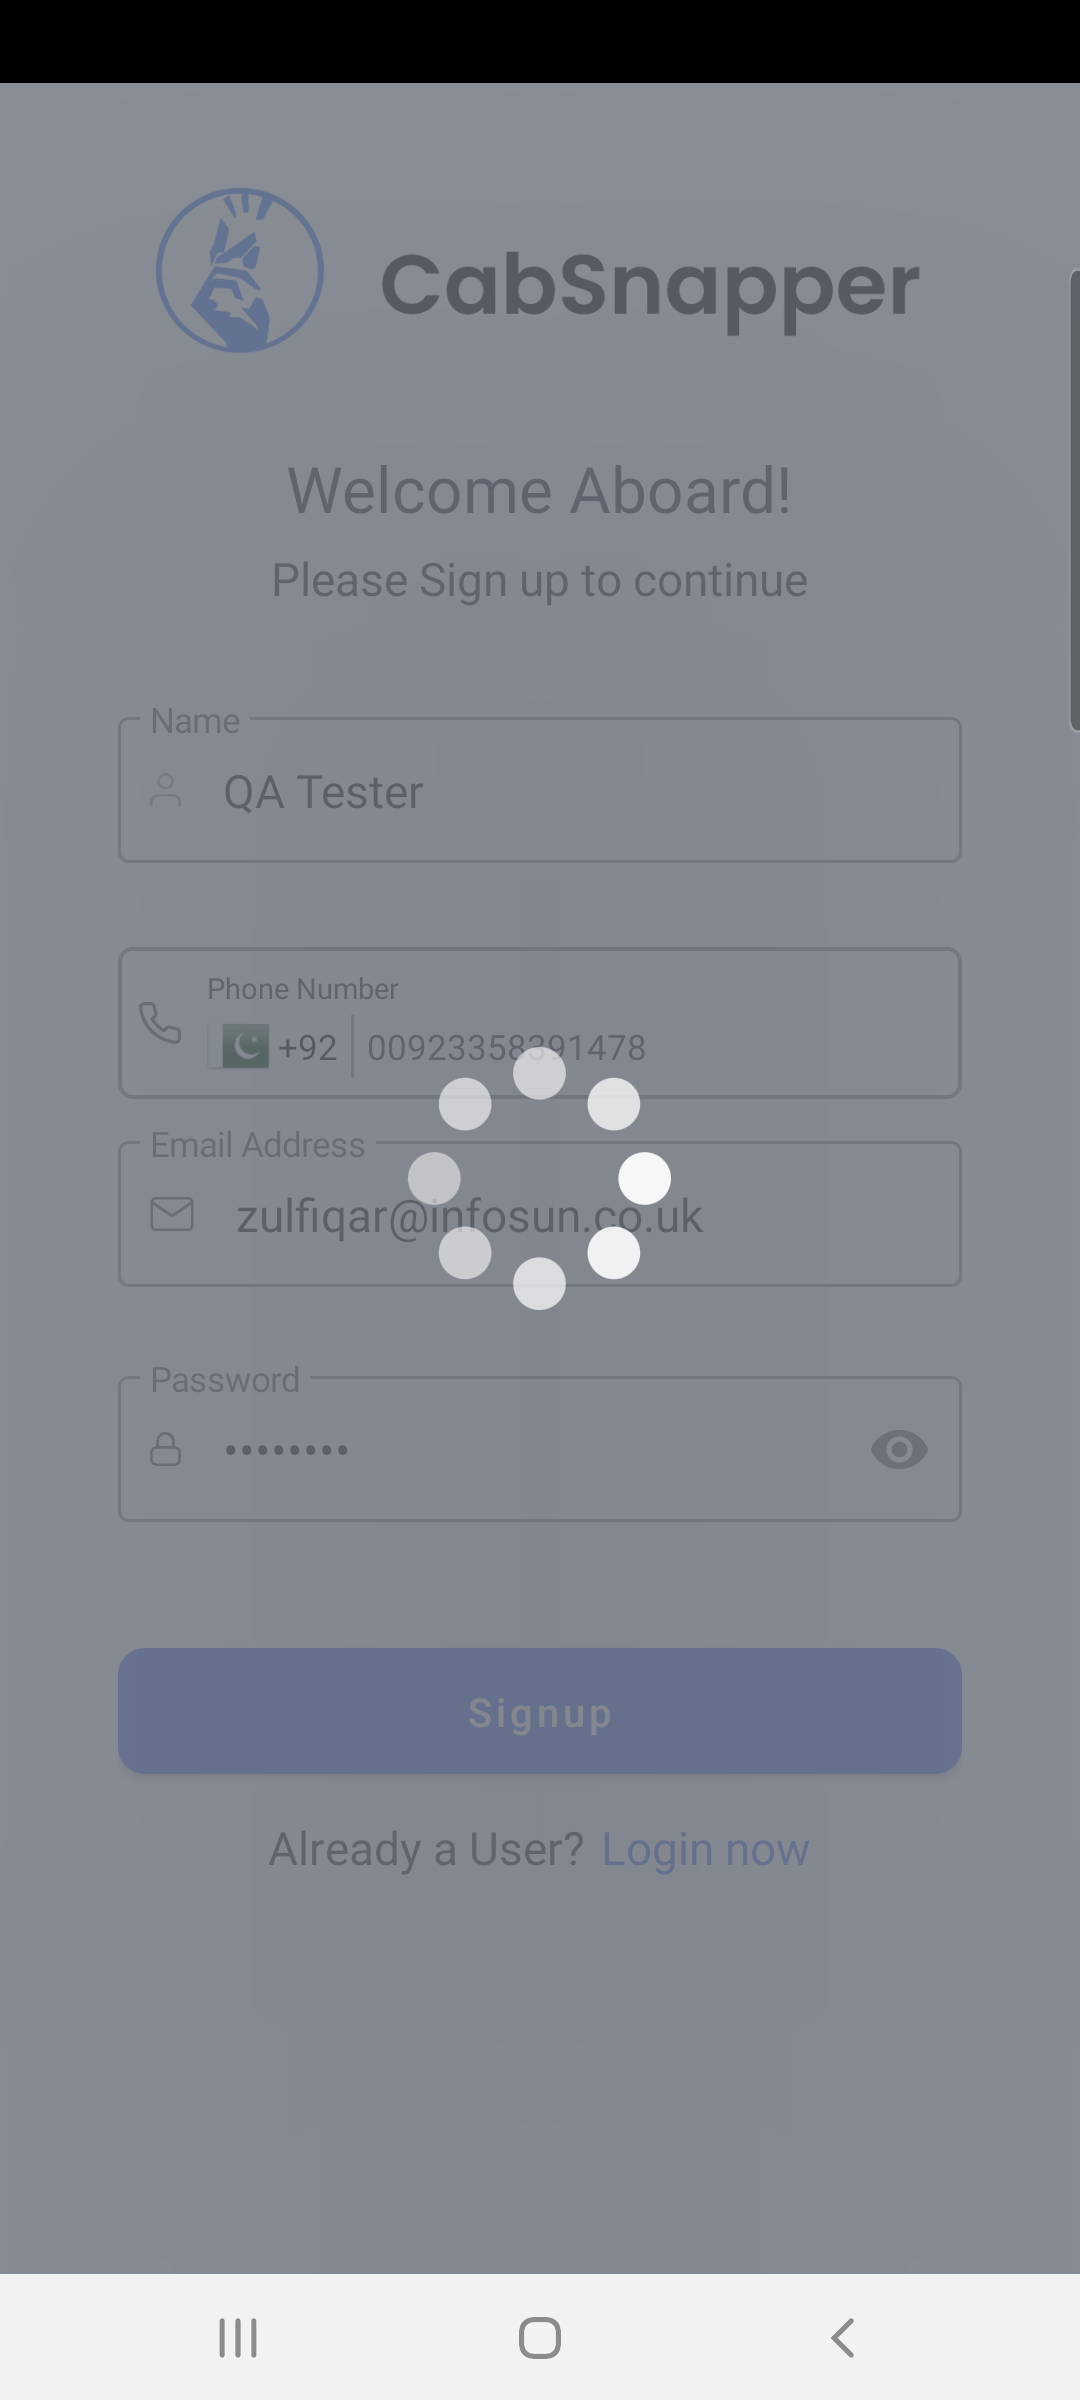 CabSnapper
Welcome Aboard!
Please Sign up to continue
Name
QA Tester
Phone Number
+92 00923358391478
Email Address
zulfiqar@infosun.co.uk
Password
••••••••
Signup
Already a User? Login now